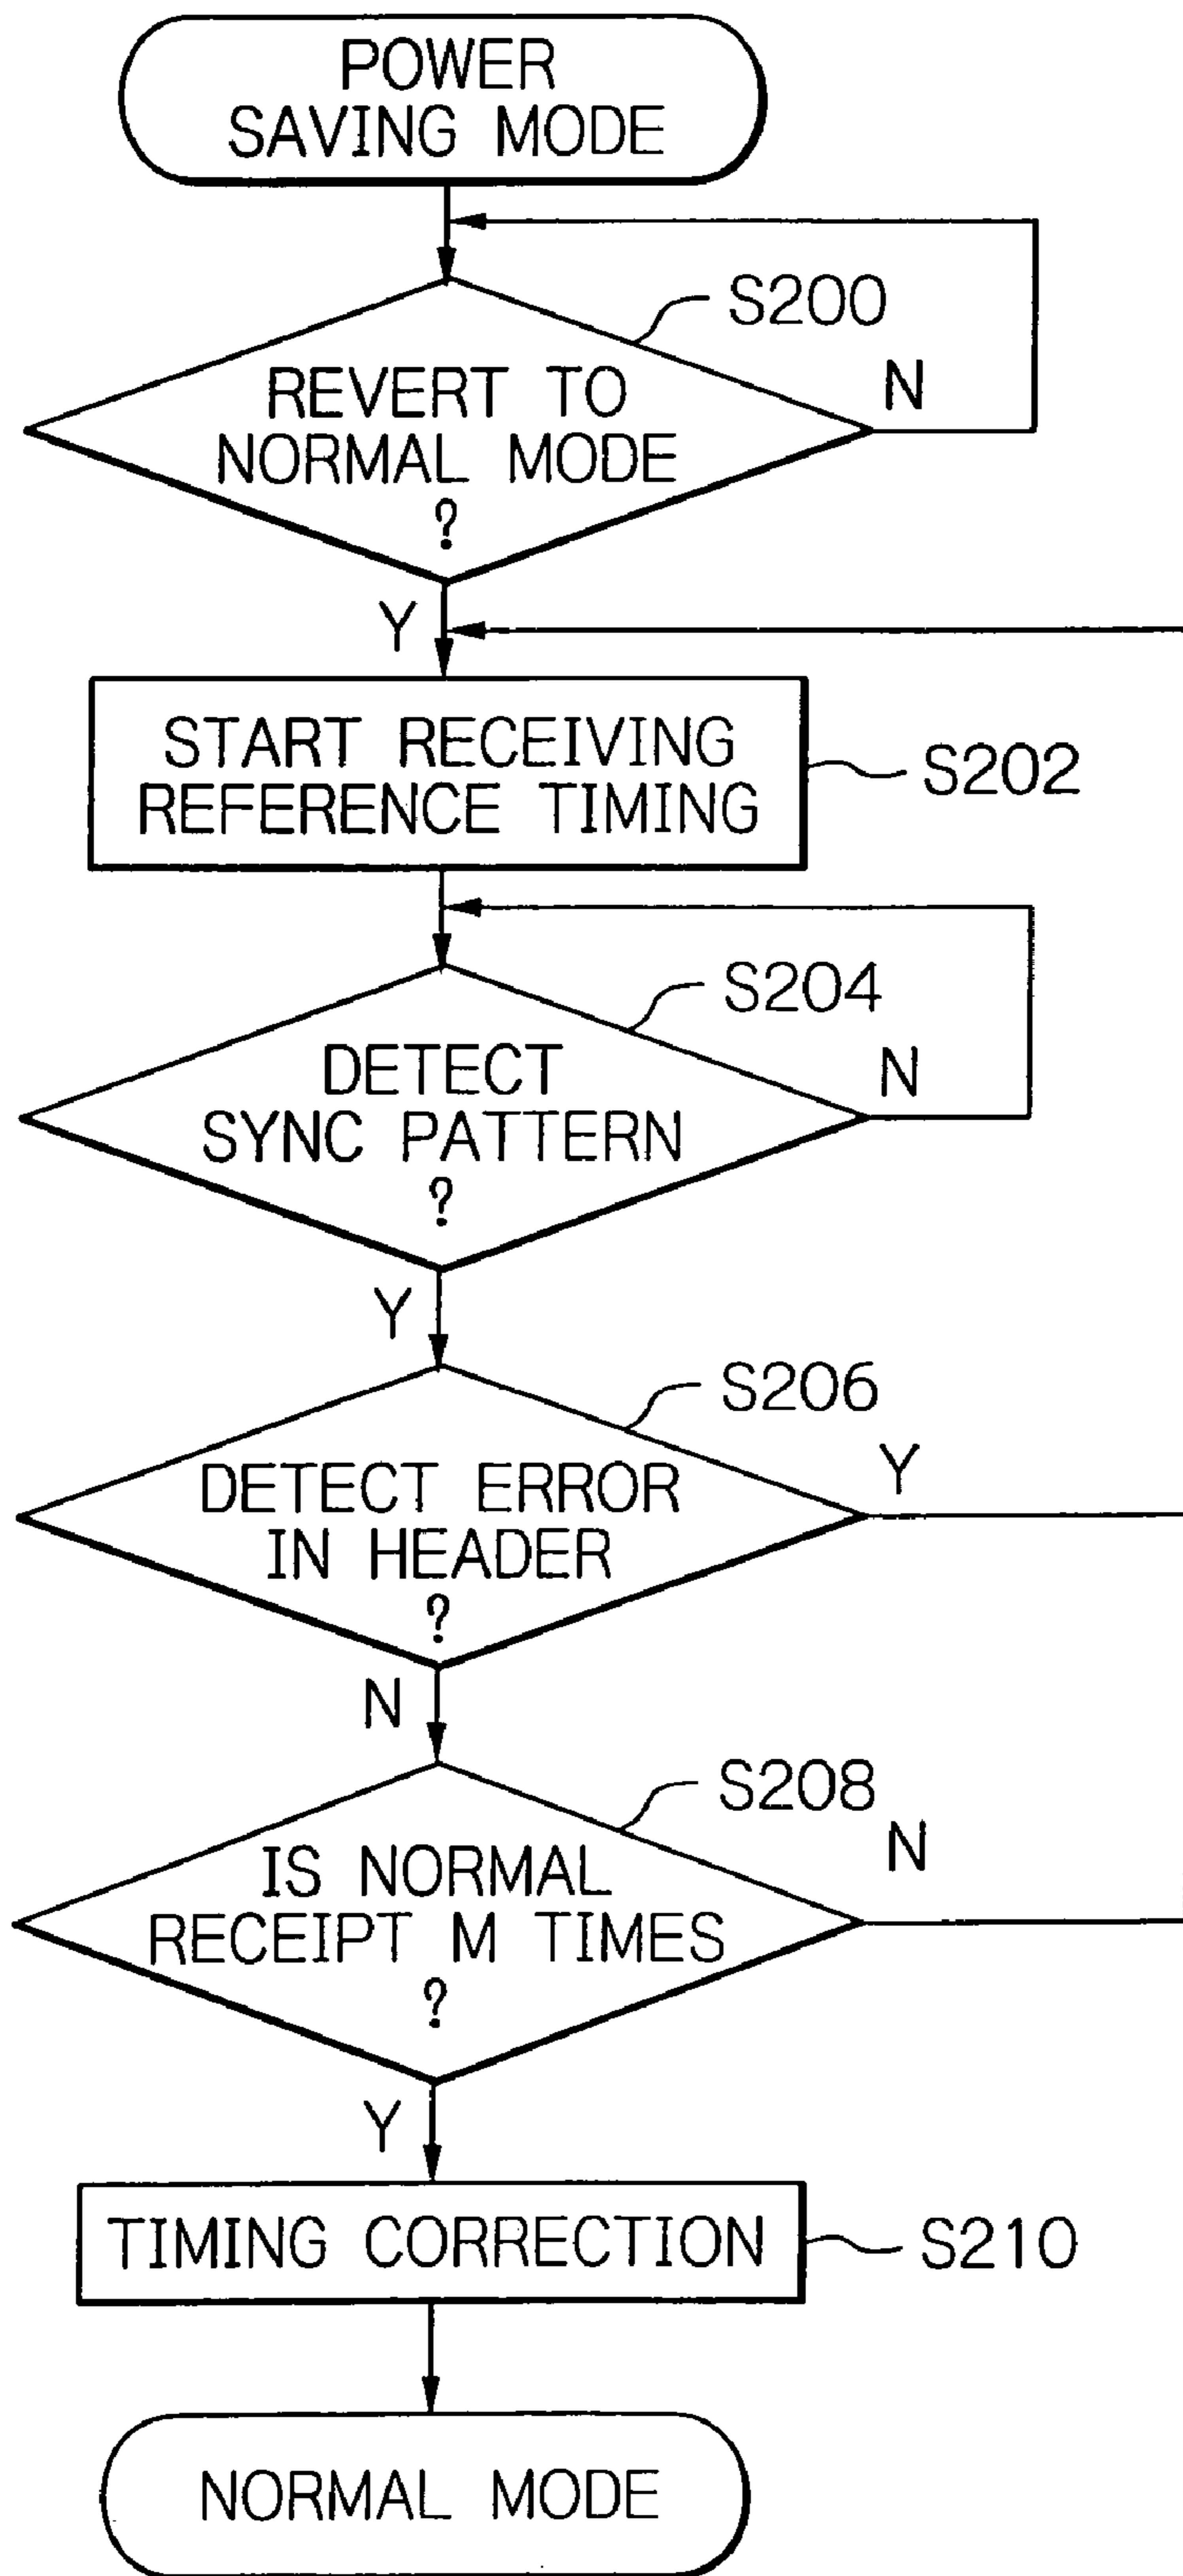 POWER
SAVING MODE
S200
REVERT TO
NORMAL MODE
?
N
Y
START RECEIVING
REFERENCE TIMING
S202
S204
DETECT
SYNC PATTERN
?
N
Y
S206
DETECT ERROR
IN HEADER
?
Y
N
S208
IS NORMAL
RECEIPT M TIMES
?
N
Y
TIMING CORRECTION
S210
NORMAL MODE